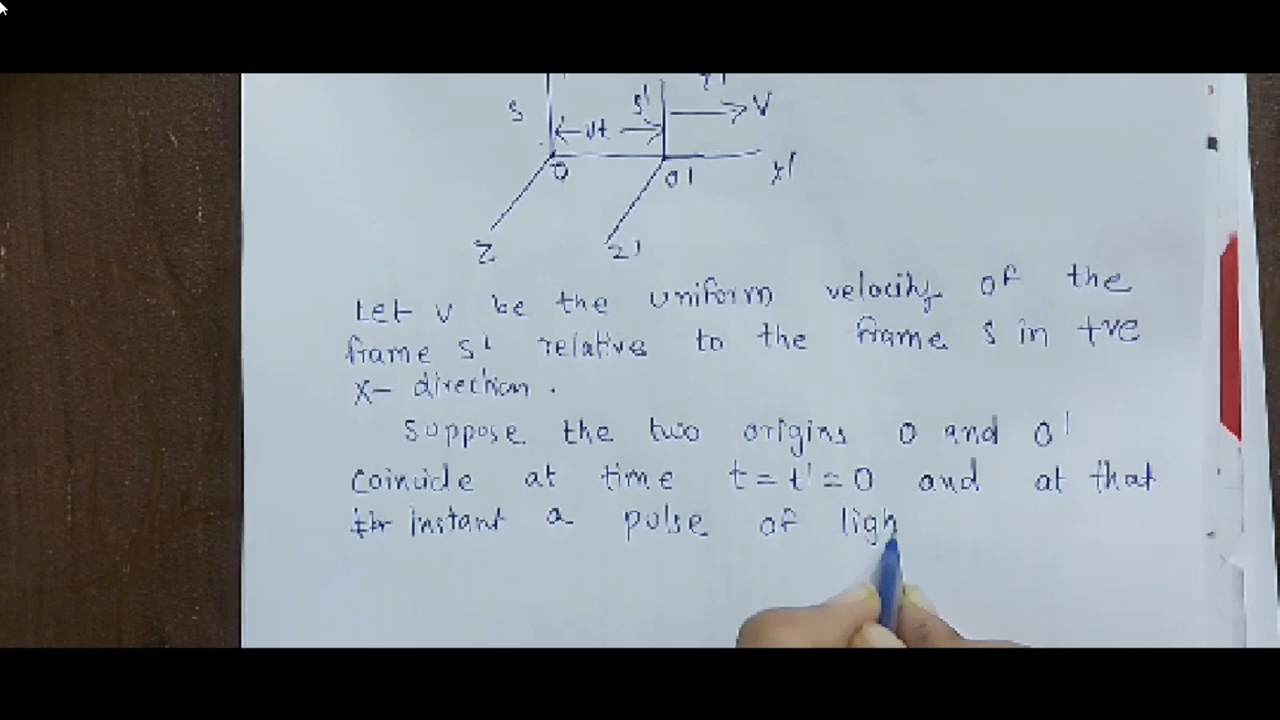 S
S'
V
vt
O
O'
X'
Z
Z'
Let v be the uniform velocity of the
frame S' relative to the frame S in +ve
X- direction.
Suppose the two origins O and O'
coincide at time t = t' = 0 and at that
instant a pulse of ligh